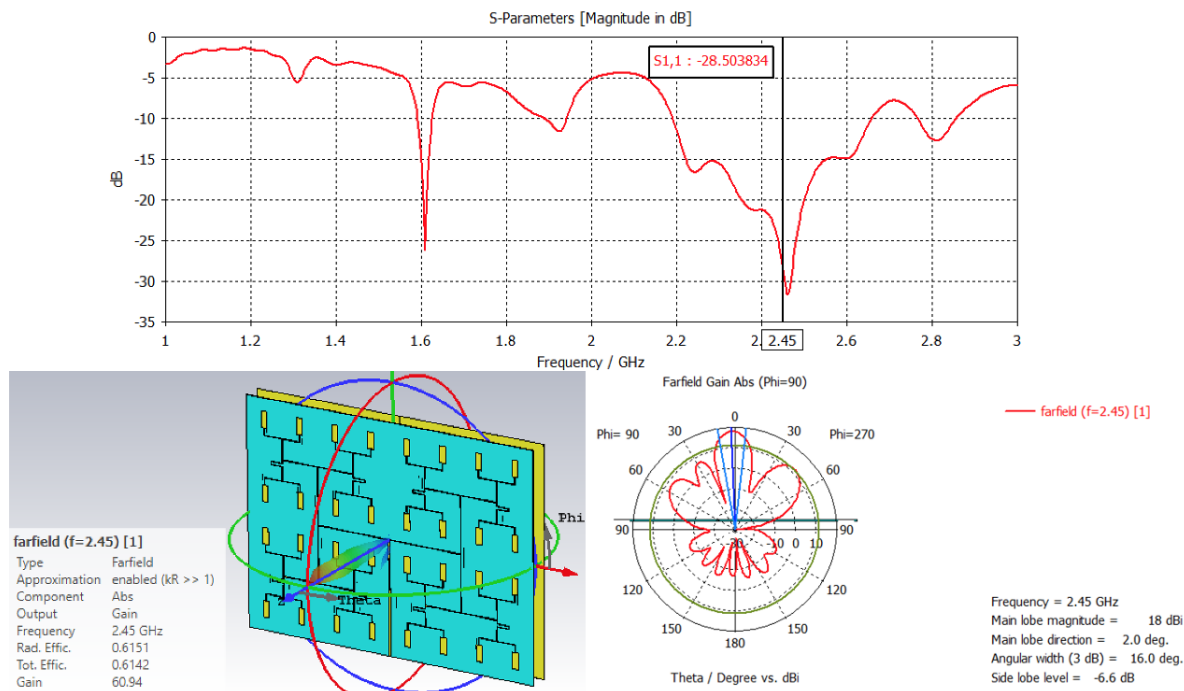 S-Parameters [Magnitude in dB]
0
-5
-10
-15
-20
-25
-30
-35
dB
S1,1 : -28.503834
1
1.2
1.4
1.6
1.8
2
2.2
2.45
2.6
2.8
3
Frequency / GHz
farfield (f=2.45) [1]
Type Farfield
Approximation enabled (kR >> 1)
Component Abs
Output Gain
Frequency 2.45 GHz
Rad. Effic. 0.6151
Tot. Effic. 0.6142
Gain 60.94
Phi
Theta
z
Farfield Gain Abs (Phi=90)
farfield (f=2.45) [1]
0
Phi= 90 30 30 Phi=270
60 60
90 10 0 10 90
120 120
150 150
180
Theta / Degree vs. dBi
Frequency = 2.45 GHz
Main lobe magnitude = 18 dBi
Main lobe direction = 2.0 deg.
Angular width (3 dB) = 16.0 deg.
Side lobe level = -6.6 dB